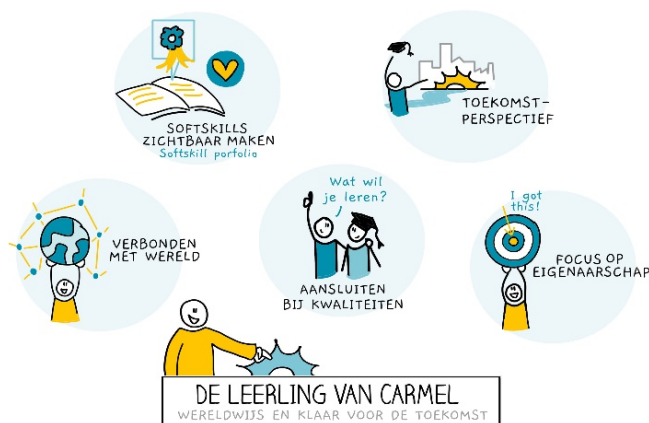 SOFTSKILLS
ZICHTBAAR MAKEN
Softskill porfolio
TOEKOMST-
PERSPECTIEF
VERBONDEN
MET WERELD
Wat wil
je leren?
AANSLUITEN
BIJ KWALITEITEN
I got
this!
FOCUS OP
EIGENAARSCHAP
DE LEERLING VAN CARMEL
WERELDWIJS EN KLAAR VOOR DE TOEKOMST